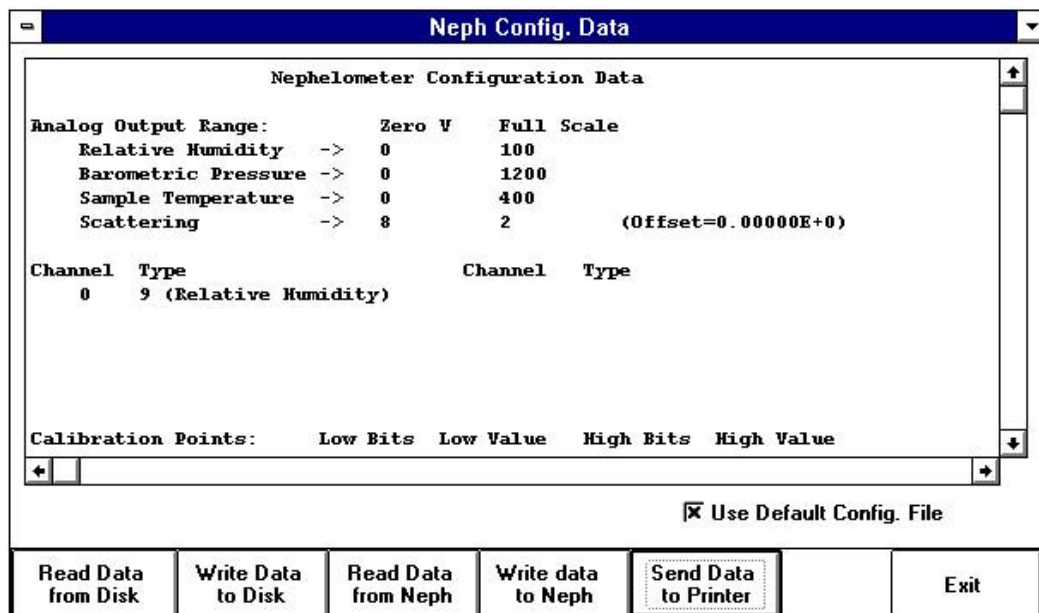 Neph Config. Data
Nephelometer Configuration Data
Analog Output Range: Zero V Full Scale
Relative Humidity -> 0 100
Barometric Pressure -> 0 1200
Sample Temperature -> 0 400
Scattering -> 8 2 (Offset=0.00000E+0)
Channel Type Channel Type
0 9 (Relative Humidity)
Calibration Points: Low Bits Low Value High Bits High Value
Use Default Config. File
Read Data from Disk
Write Data to Disk
Read Data from Neph
Write data to Neph
Send Data to Printer
Exit